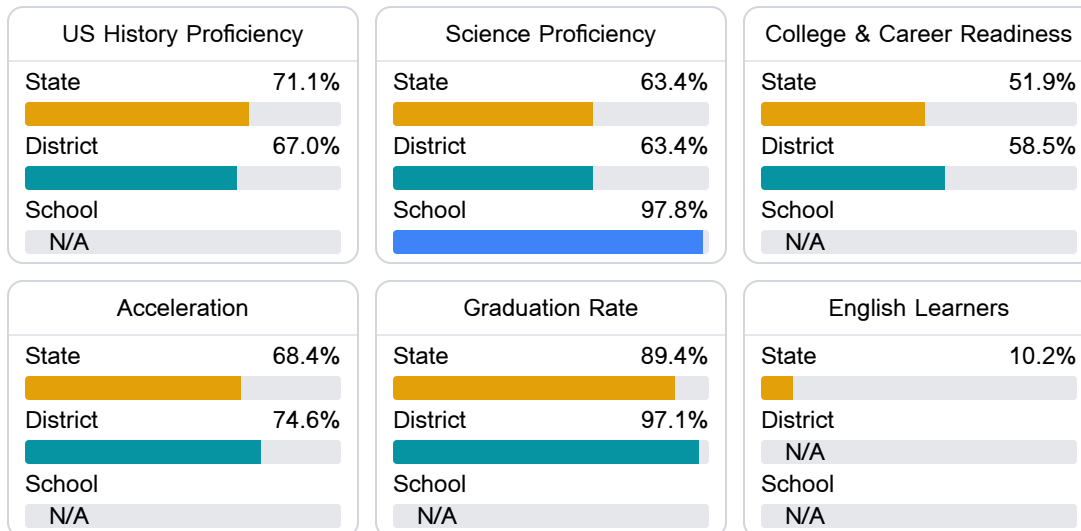 US History Proficiency
State 71.1%
District 67.0%
School
N/A
Science Proficiency
State 63.4%
District 63.4%
School 97.8%
College & Career Readiness
State 51.9%
District 58.5%
School
N/A
Acceleration
State 68.4%
District 74.6%
School
N/A
Graduation Rate
State 89.4%
District 97.1%
School
N/A
English Learners
State 10.2%
District
N/A
School
N/A